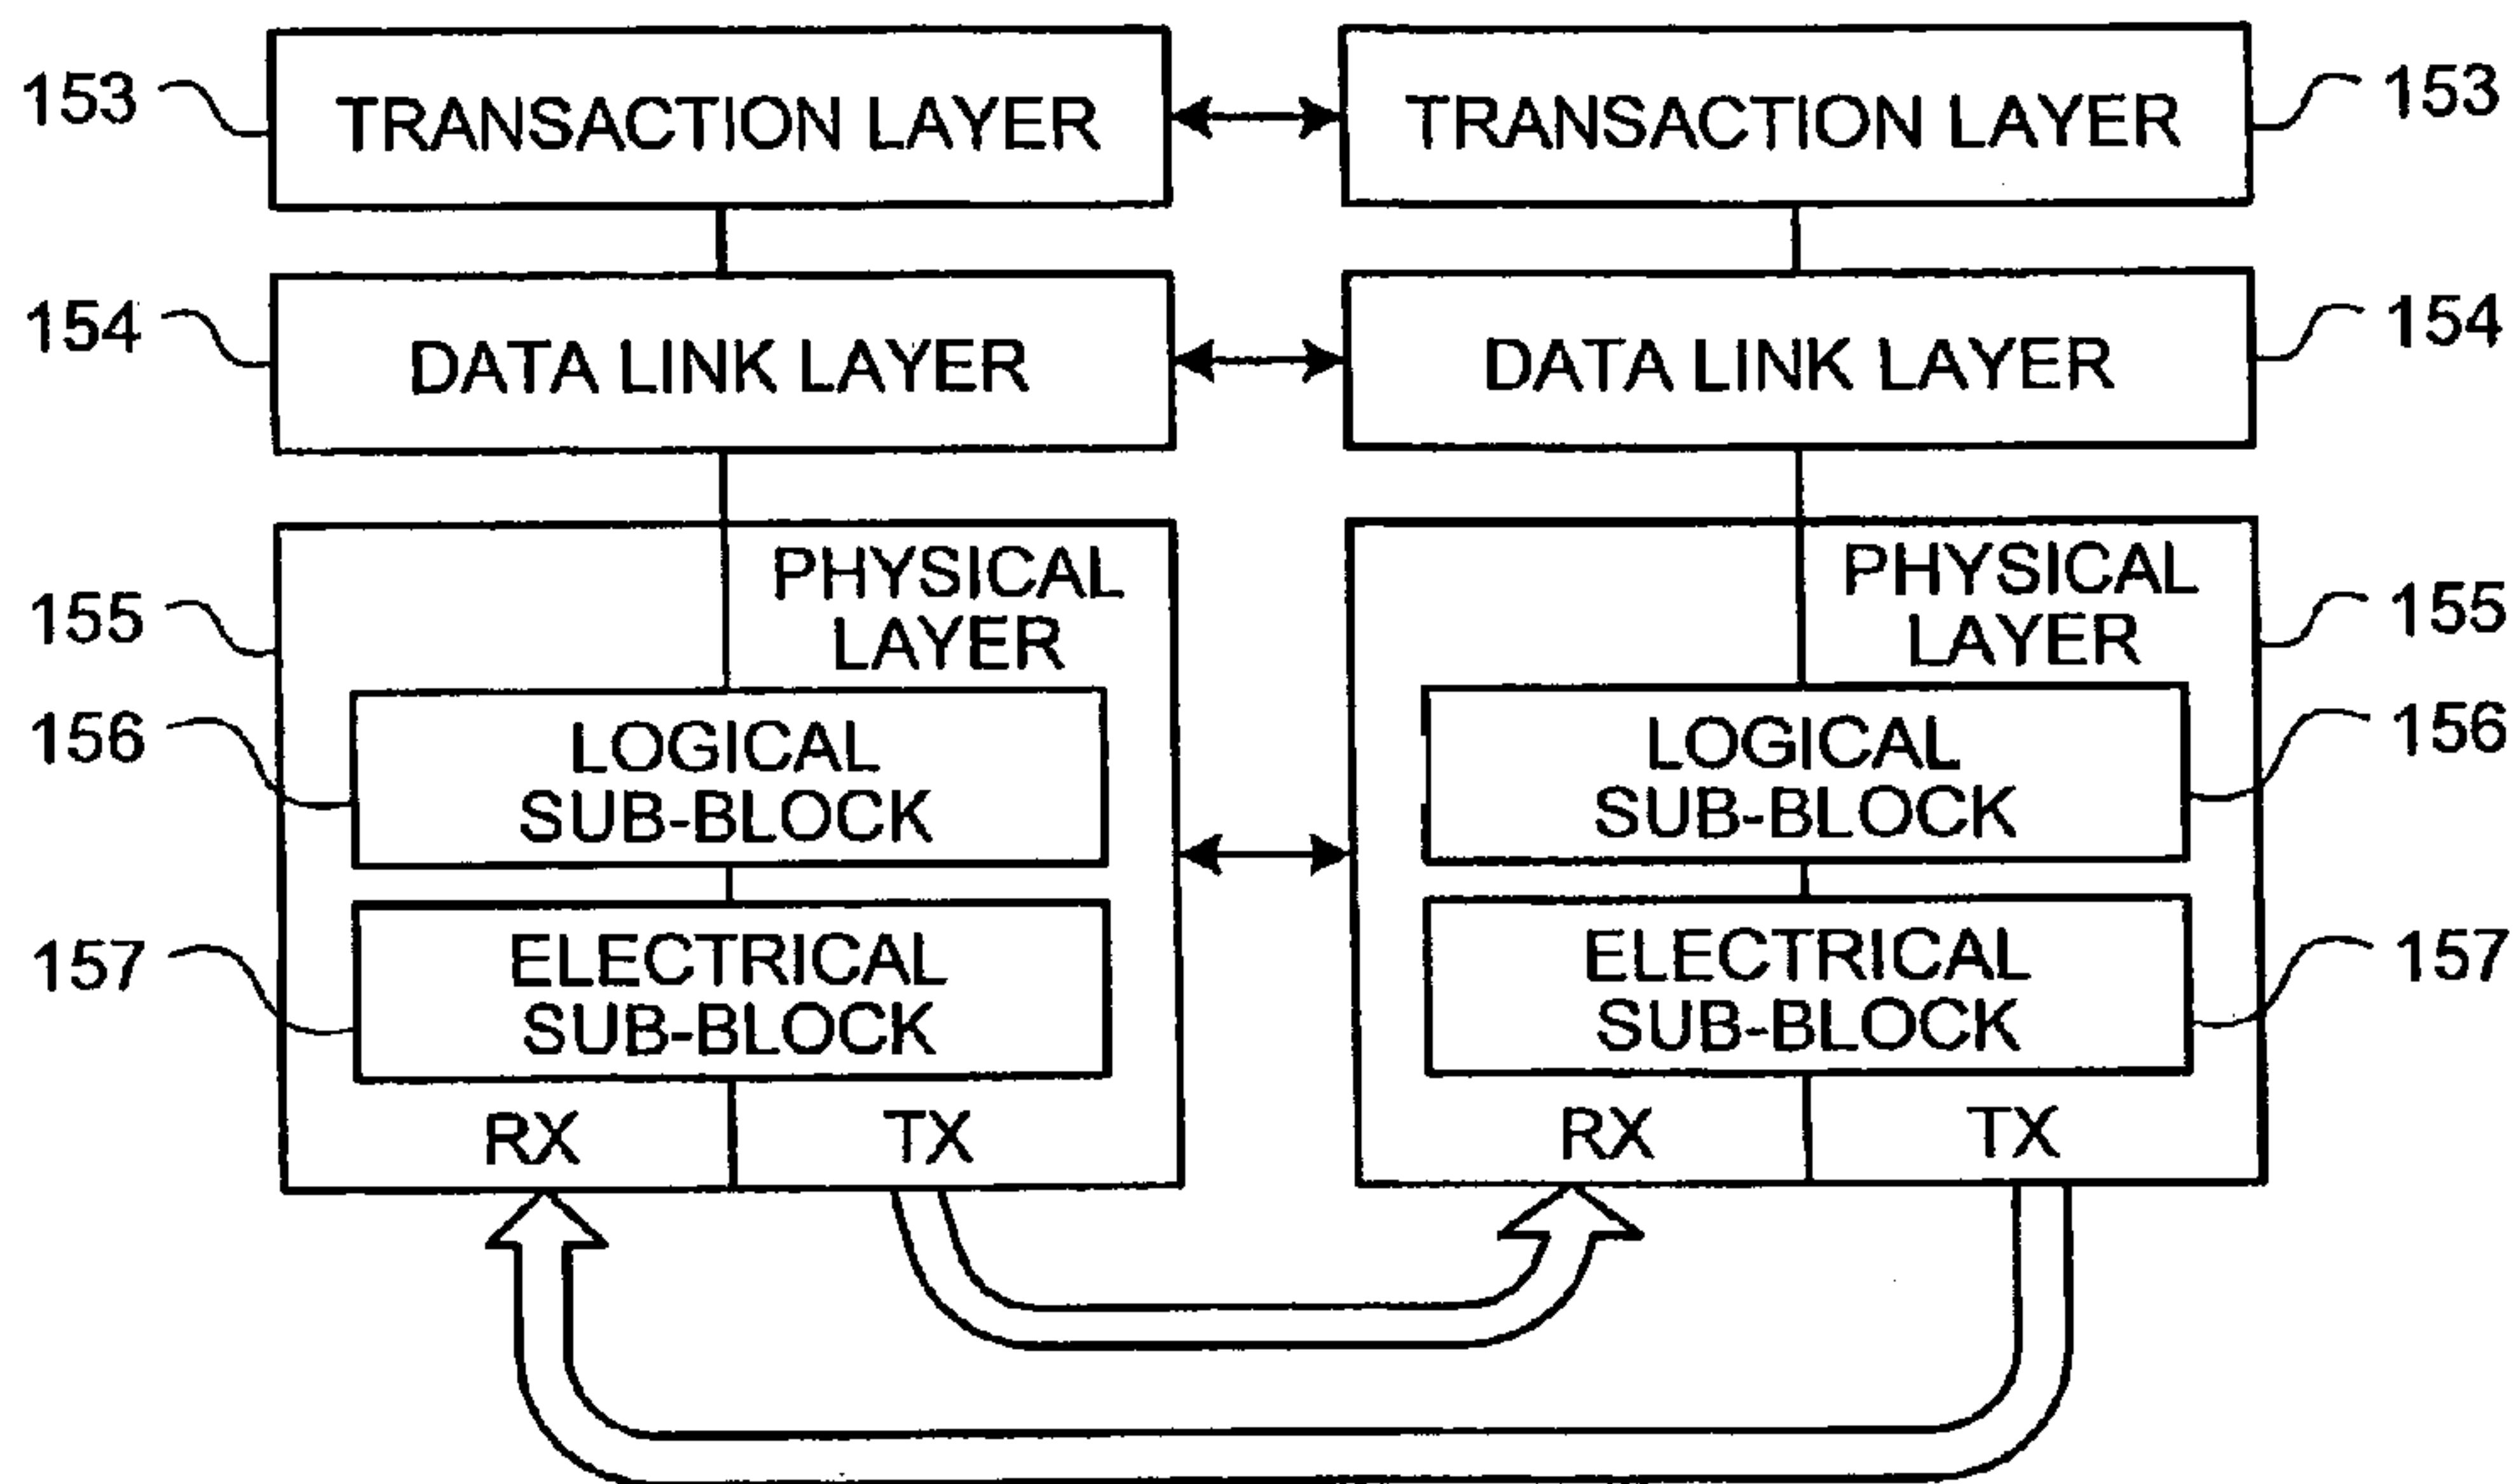 153 TRANSACTION LAYER TRANSACTION LAYER 153
154 DATA LINK LAYER DATA LINK LAYER 154
PHYSICAL PHYSICAL
155 LAYER LAYER 155
156 LOGICAL LOGICAL 156
SUB-BLOCK SUB-BLOCK
157 ELECTRICAL ELECTRICAL 157
SUB-BLOCK SUB-BLOCK
RX TX RX TX